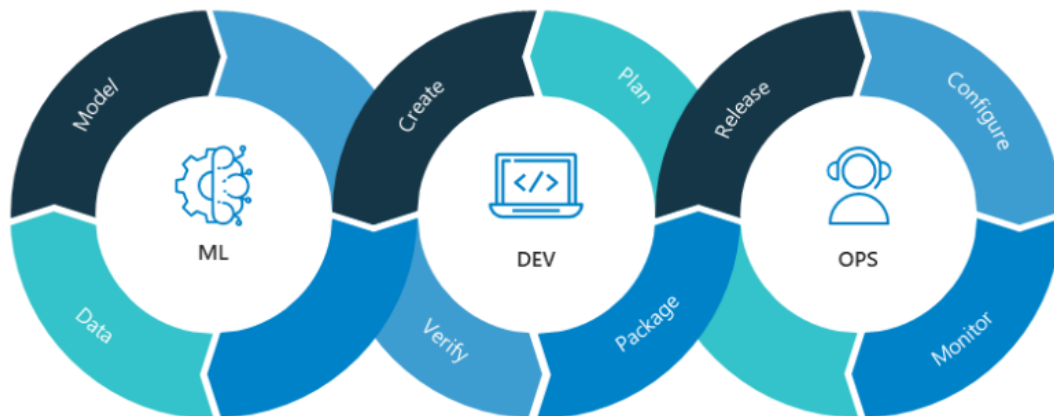 Model
Data
ML
Create
Plan
Verify
Package
DEV
Release
Configure
Monitor
OPS